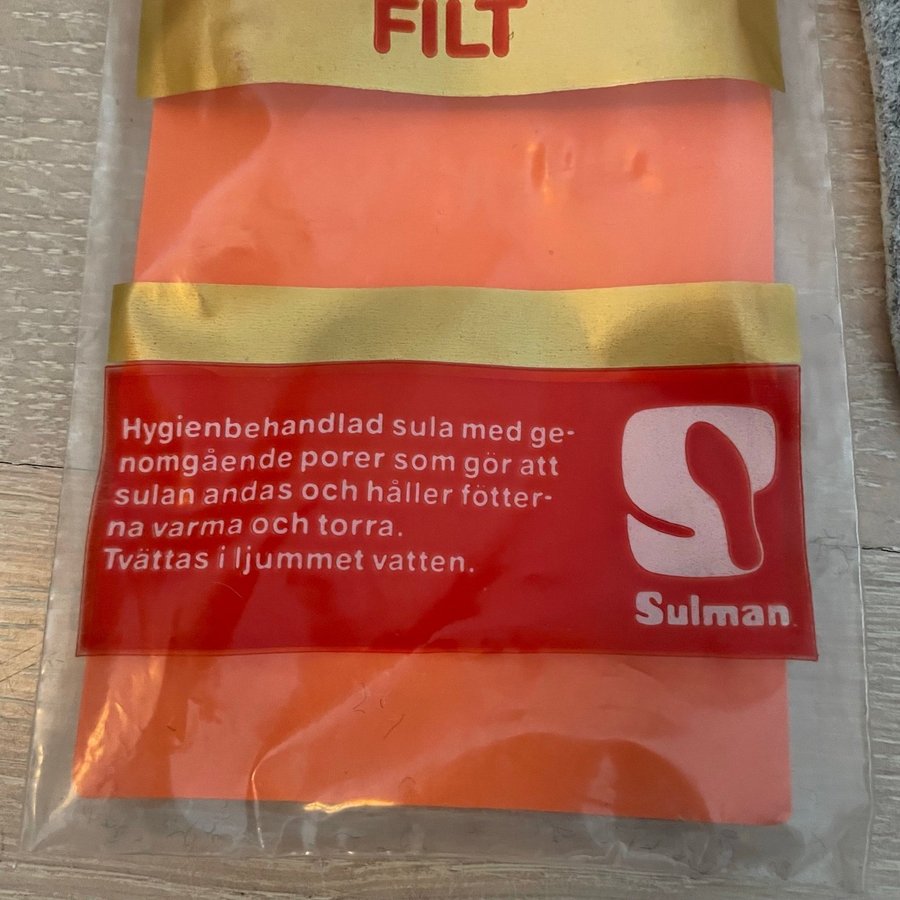 FILT
Hygienbehandlad sula med ge-
nomgående porer som gör att
sulan andas och håller fötter-
na varma och torra.
Tvättas i ljummet vatten.
Sulman